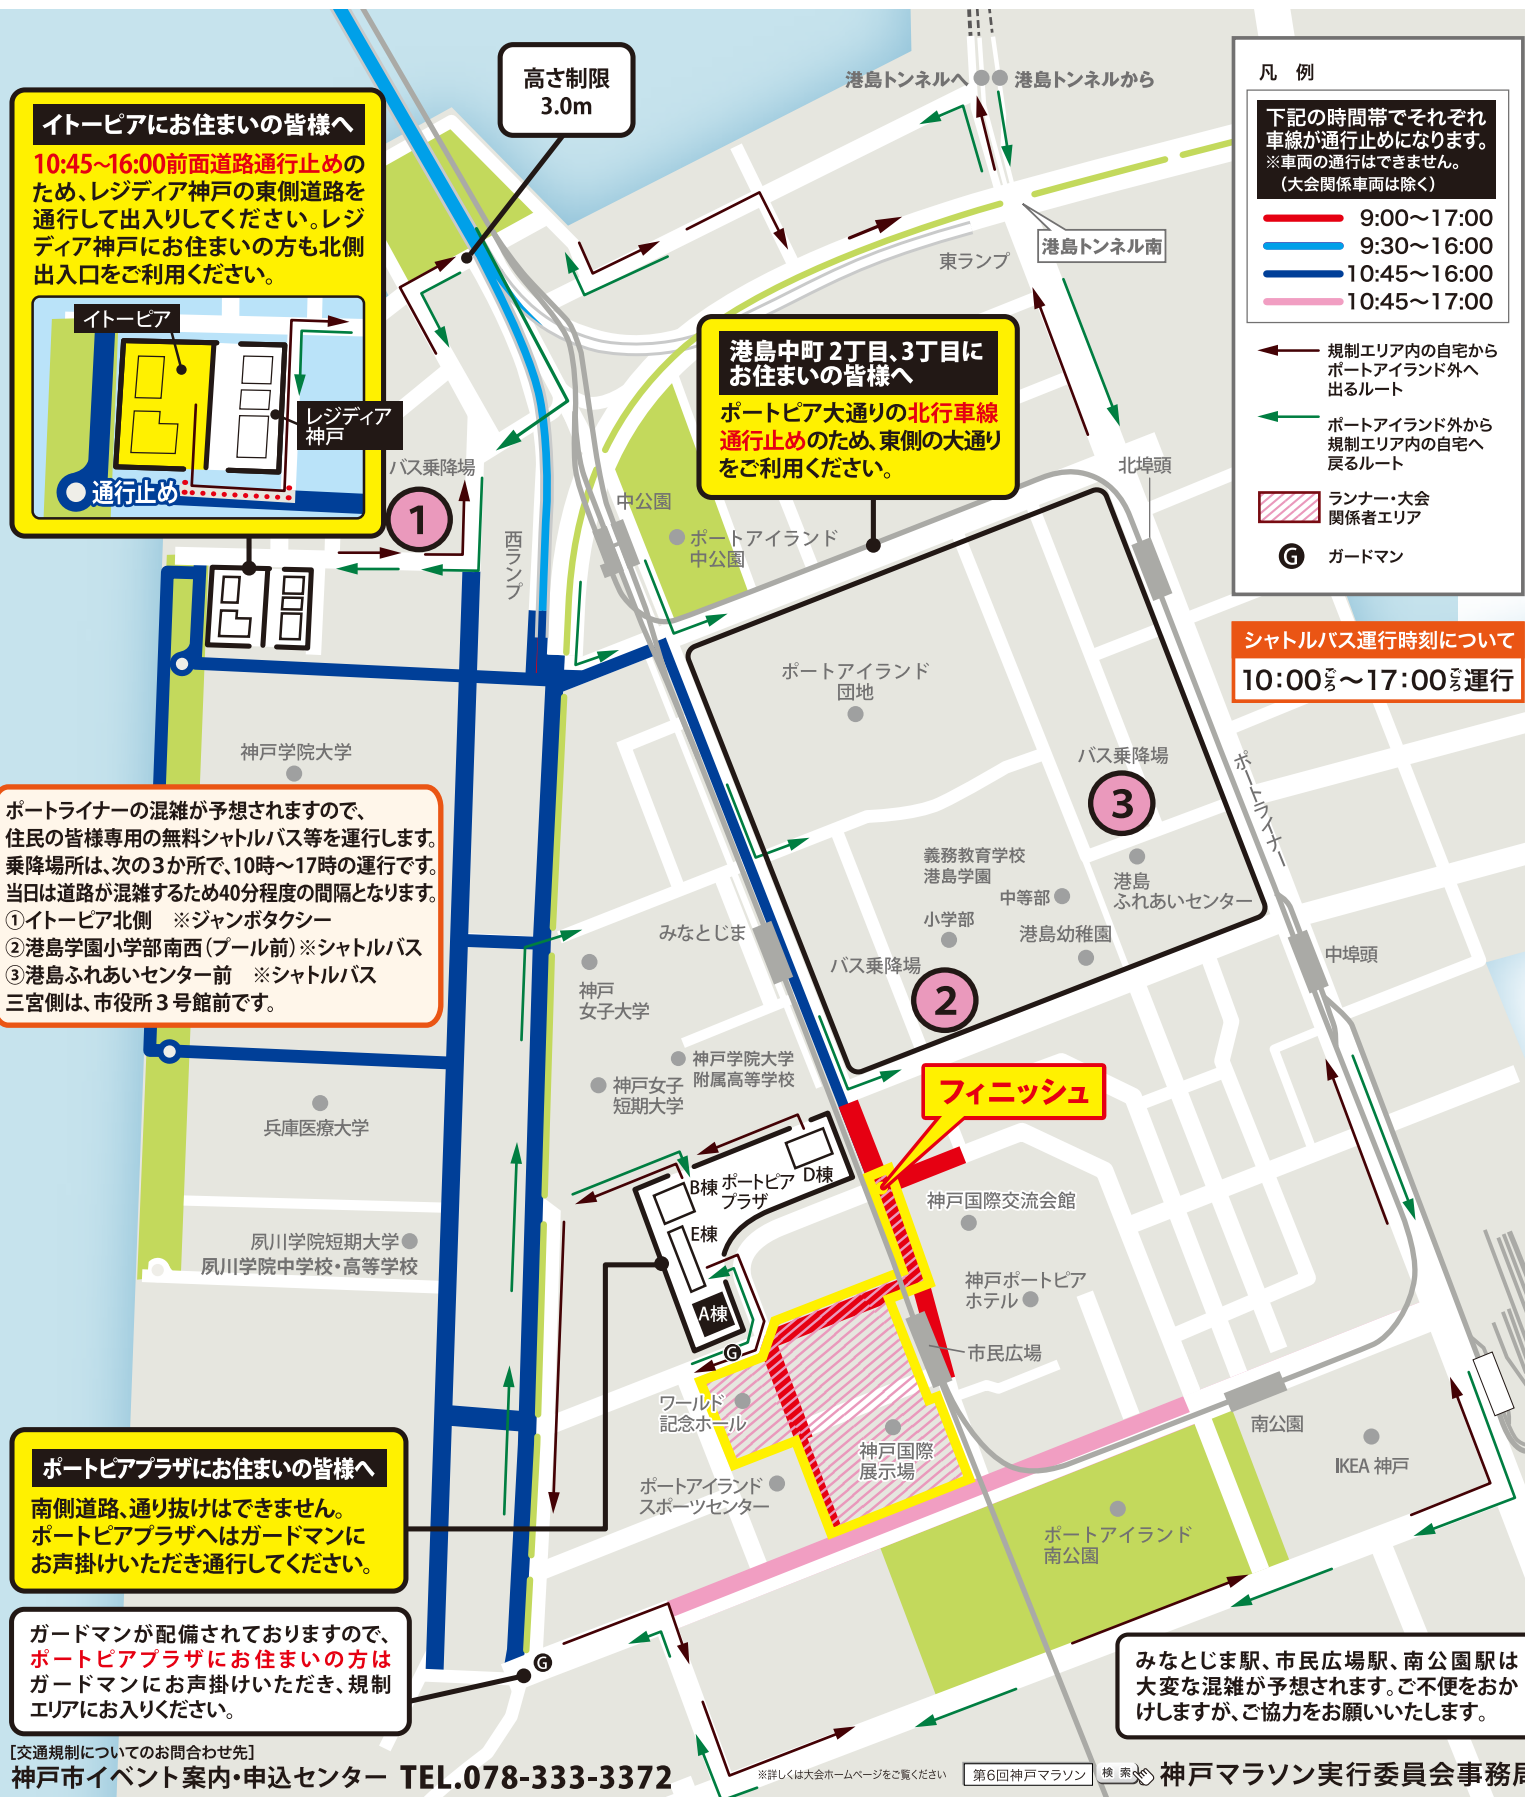 イトーピアにお住まいの皆様へ
10:45~16:00前面道路通行止めの
ため、レジディア神戸の東側道路を
通行して出入りしてください。レジ
ディア神戸にお住まいの方も北側
出入口をご利用ください。
イトーピア
レジディア
神戸
通行止め
高さ制限
3.0m
港島トンネルへ
港島トンネルから
港島トンネル南
東ランプ
凡 例
下記の時間帯でそれぞれ
車線が通行止めになります。
※車両の通行はできません。
(大会関係車両は除く)
9:00~17:00
9:30~16:00
10:45~16:00
10:45~17:00
規制エリア内の自宅から
ポートアイランド外へ
出るルート
ポートアイランド外から
規制エリア内の自宅へ
戻るルート
ランナー・大会
関係者エリア
G ガードマン
シャトルバス運行時刻について
10:00ごろ~17:00ごろ運行
港島中町 2丁目、3丁目に
お住まいの皆様へ
ポートピア大通りの北行車線
通行止めのため、東側の大通り
をご利用ください。
バス乗降場
1
西ランプ
中公園
ポートアイランド
中公園
北埠頭
ポートアイランド
団地
バス乗降場
3
ポートライナー
神戸学院大学
義務教育学校
港島学園
中等部
小学部
港島
ふれあいセンター
港島幼稚園
バス乗降場
2
みなとじま
中埠頭
ポートライナーの混雑が予想されますので、
住民の皆様専用の無料シャトルバス等を運行します。
乗降場所は、次の3か所で、10時~17時の運行です。
当日は道路が混雑するため40分程度の間隔となります。
①イトーピア北側 ※ジャンボタクシー
②港島学園小学部南西(プール前)※シャトルバス
③港島ふれあいセンター前 ※シャトルバス
三宮側は、市役所3号館前です。
神戸
女子大学
神戸学院大学
附属高等学校
神戸女子
短期大学
兵庫医療大学
フィニッシュ
B棟
ポートピア
プラザ
D棟
E棟
A棟
G
神戸国際交流会館
夙川学院短期大学
夙川学院中学校・高等学校
神戸ポートピア
ホテル
市民広場
ワールド
記念ホール
神戸国際
展示場
南公園
IKEA 神戸
ポートアイランド
スポーツセンター
ポートアイランド
南公園
ポートピアプラザにお住まいの皆様へ
南側道路、通り抜けはできません。
ポートピアプラザへはガードマンに
お声掛けいただき通行してください。
ガードマンが配備されておりますので、
ポートピアプラザにお住まいの方は
ガードマンにお声掛けいただき、規制
エリアにお入りください。
G
みなとじま駅、市民広場駅、南公園駅は
大変な混雑が予想されます。ご不便をおか
けしますが、ご協力をお願いいたします。
[交通規制についてのお問合わせ先]
神戸市イベント案内・申込センター TEL.078-333-3372
※詳しくは大会ホームページをご覧ください
第6回神戸マラソン 検索
神戸マラソン実行委員会事務局